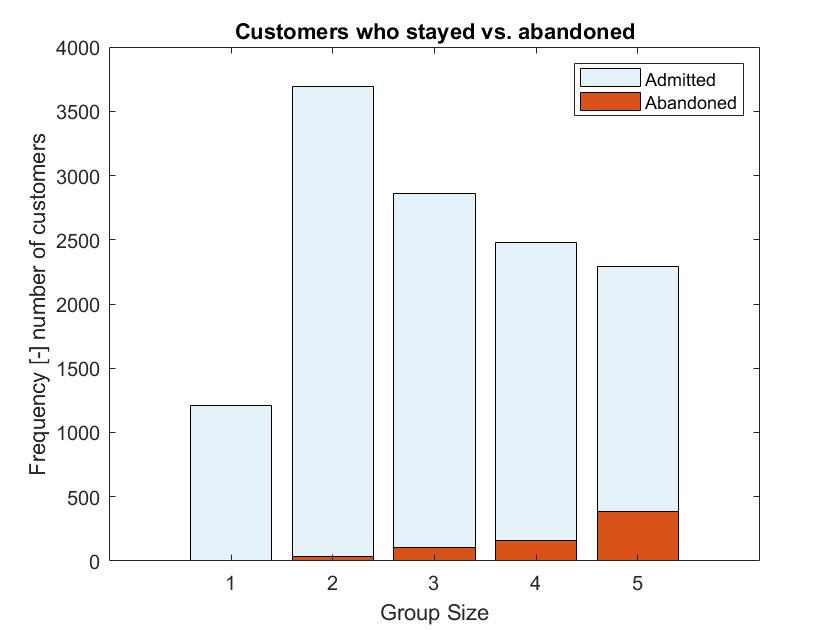 Customers who stayed vs. abandoned
Admitted
Abandoned
Frequency [-] number of customers
4000
3500
3000
2500
2000
1500
1000
500
0
1 2 3 4 5
Group Size